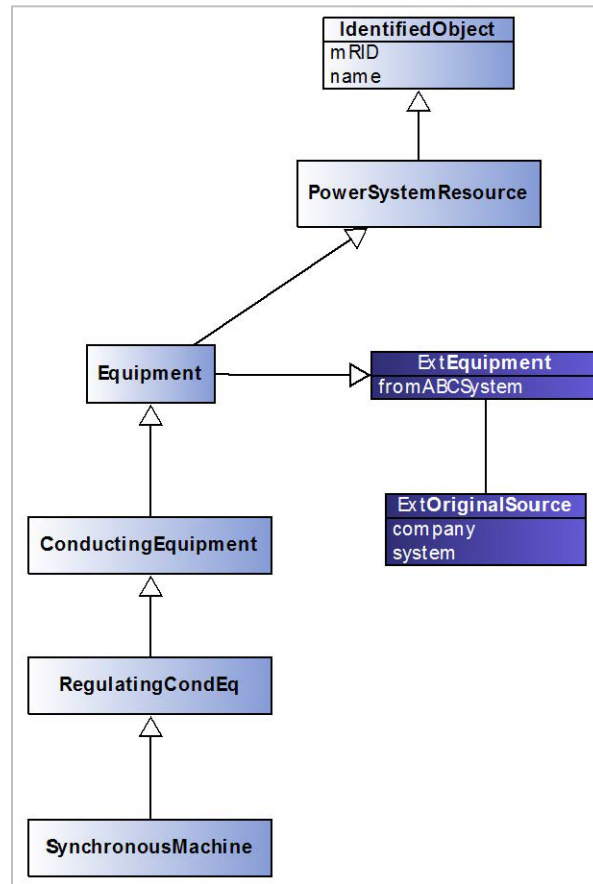 IdentifiedObject
mRID
name
PowerSystemResource
Equipment
ExtEquipment
fromABCSystem
ExtOriginalSource
company
system
ConductingEquipment
RegulatingCondEq
SynchronousMachine